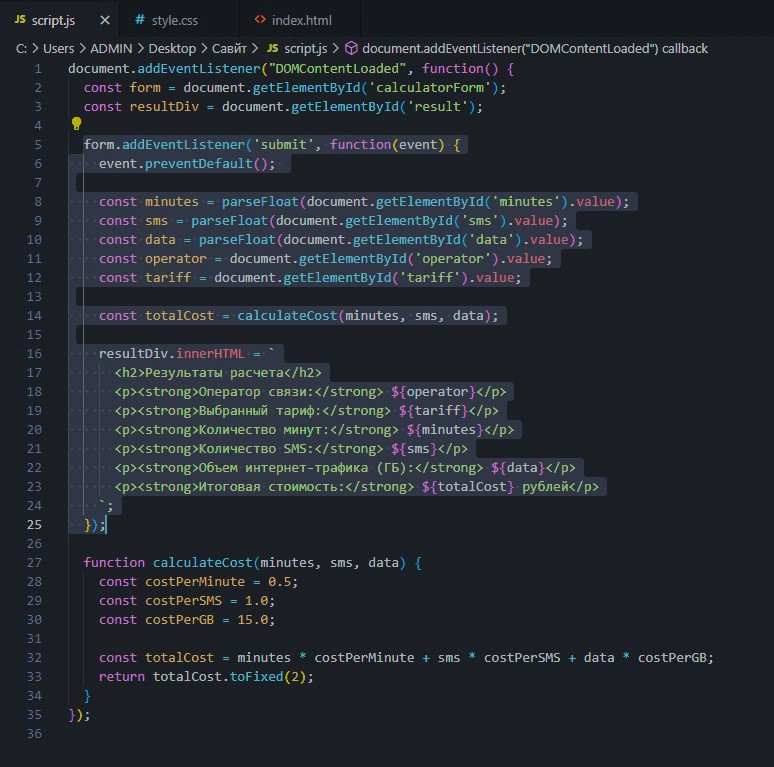 JS script.js × # style.css <> index.html
C: > Users > ADMIN > Desktop > Савйт > JS script.js > document.addEventListener("DOMContentLoaded") callback
1 document.addEventListener("DOMContentLoaded", function() {
2 const form = document.getElementById('calculatorForm');
3 const resultDiv = document.getElementById('result');
4
5 form.addEventListener('submit', function(event) {
6 event.preventDefault();
7
8 const minutes = parseFloat(document.getElementById('minutes').value);
9 const sms = parseFloat(document.getElementById('sms').value);
10 const data = parseFloat(document.getElementById('data').value);
11 const operator = document.getElementById('operator').value;
12 const tariff = document.getElementById('tariff').value;
13
14 const totalCost = calculateCost(minutes, sms, data);
15
16 resultDiv.innerHTML = `
17 <h2>Результаты расчета</h2>
18 <p><strong>Оператор связи:</strong> ${operator}</p>
19 <p><strong>Выбранный тариф:</strong> ${tariff}</p>
20 <p><strong>Количество минут:</strong> ${minutes}</p>
21 <p><strong>Количество SMS:</strong> ${sms}</p>
22 <p><strong>Объем интернет-трафика (ГБ):</strong> ${data}</p>
23 <p><strong>Итоговая стоимость:</strong> ${totalCost} рублей</p>
24 `;
25 });
26
27 function calculateCost(minutes, sms, data) {
28 const costPerMinute = 0.5;
29 const costPerSMS = 1.0;
30 const costPerGB = 15.0;
31
32 const totalCost = minutes * costPerMinute + sms * costPerSMS + data * costPerGB;
33 return totalCost.toFixed(2);
34 }
35 });
36